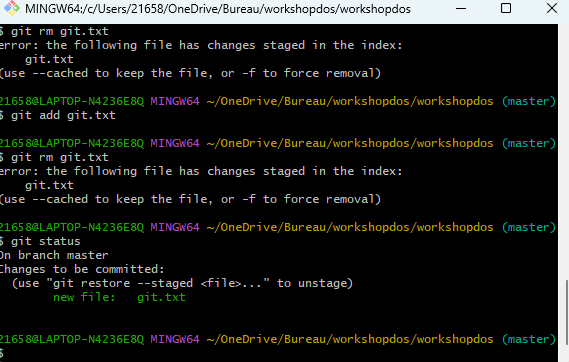 MINGW64:/c/Users/21658/OneDrive/Bureau/workshopdos/workshopdos
$ git rm git.txt
error: the following file has changes staged in the index:
    git.txt
(use --cached to keep the file, or -f to force removal)
21658@LAPTOP-N4236E8Q MINGW64 ~/OneDrive/Bureau/workshopdos/workshopdos (master)
$ git add git.txt
21658@LAPTOP-N4236E8Q MINGW64 ~/OneDrive/Bureau/workshopdos/workshopdos (master)
$ git rm git.txt
error: the following file has changes staged in the index:
    git.txt
(use --cached to keep the file, or -f to force removal)
21658@LAPTOP-N4236E8Q MINGW64 ~/OneDrive/Bureau/workshopdos/workshopdos (master)
$ git status
On branch master
Changes to be committed:
  (use "git restore --staged <file>..." to unstage)
        new file:   git.txt
21658@LAPTOP-N4236E8Q MINGW64 ~/OneDrive/Bureau/workshopdos/workshopdos (master)
$